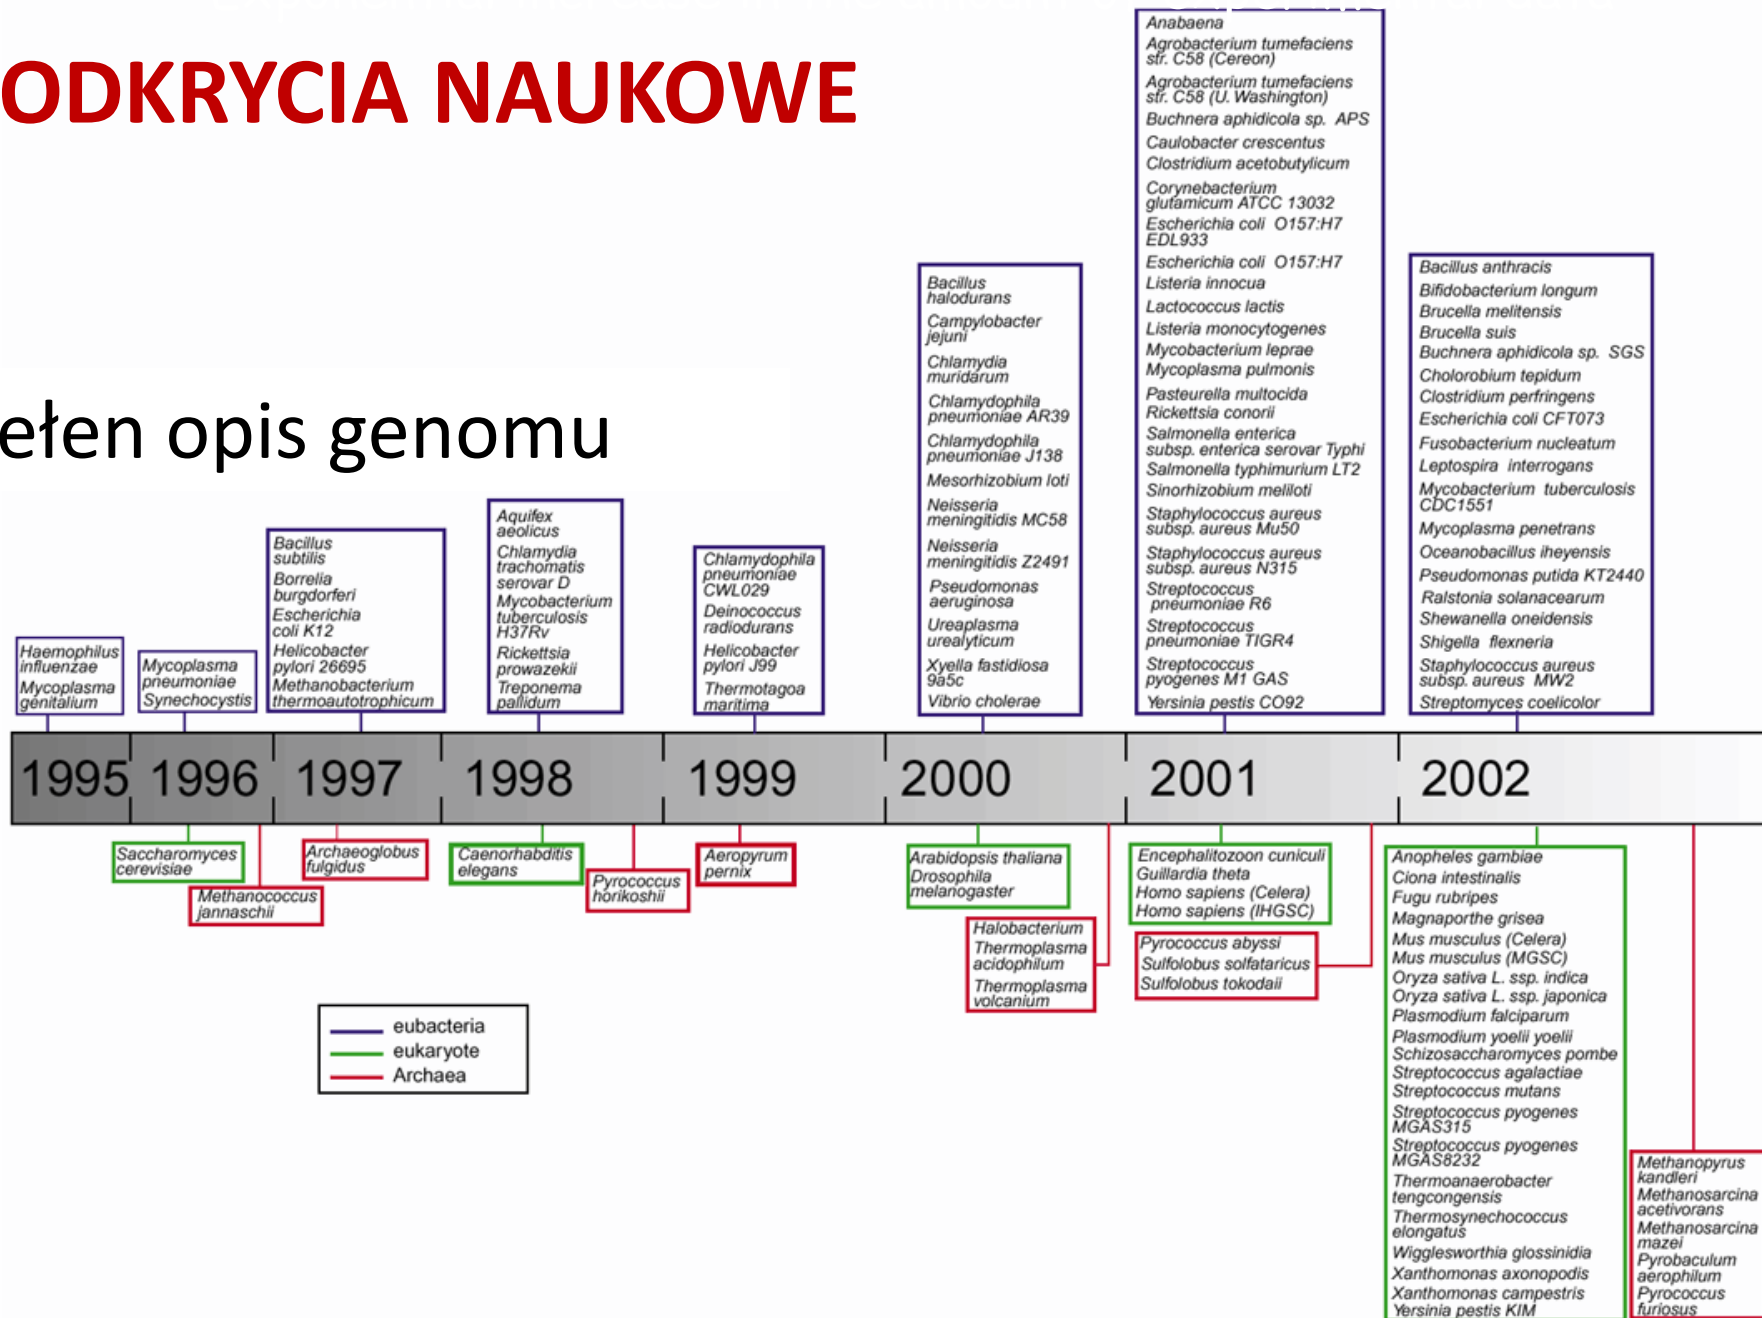 ODKRYCIA NAUKOWE
ełen opis genomu
Haemophilus
influenzae
Mycoplasma
genitalium
Mycoplasma
pneumoniae
Synechocystis
Bacillus
subtilis
Borrelia
burgdorferi
Escherichia
coli K12
Helicobacter
pylori 26695
Methanobacterium
thermoautotrophicum
Aquifex
aeolicus
Chlamydia
trachomatis
serovar D
Mycobacterium
tuberculosis
H37Rv
Rickettsia
prowazekii
Treponema
pallidum
Chlamydophila
pneumoniae
CWL029
Deinococcus
radiodurans
Helicobacter
pylori J99
Thermotagoa
maritima
Bacillus
halodurans
Campylobacter
jejuni
Chlamydia
muridarum
Chlamydophila
pneumoniae AR39
Chlamydophila
pneumoniae J138
Mesorhizobium loti
Neisseria
meningitidis MC58
Neisseria
meningitidis Z2491
Pseudomonas
aeruginosa
Ureaplasma
urealyticum
Xyella fastidiosa
9a5c
Vibrio cholerae
Anabaena
Agrobacterium tumefaciens
str. C58 (Cereon)
Agrobacterium tumefaciens
str. C58 (U. Washington)
Buchnera aphidicola sp. APS
Caulobacter crescentus
Clostridium acetobutylicum
Corynebacterium
glutamicum ATCC 13032
Escherichia coli O157:H7
EDL933
Escherichia coli O157:H7
Listeria innocua
Lactococcus lactis
Listeria monocytogenes
Mycobacterium leprae
Mycoplasma pulmonis
Pasteurella multocida
Rickettsia conorii
Salmonella enterica
subsp. enterica serovar Typhi
Salmonella typhimurium LT2
Sinorhizobium meliloti
Staphylococcus aureus
subsp. aureus Mu50
Staphylococcus aureus
subsp. aureus N315
Streptococcus
pneumoniae R6
Streptococcus
pneumoniae TIGR4
Streptococcus
pyogenes M1 GAS
Yersinia pestis CO92
Bacillus anthracis
Bifidobacterium longum
Brucella melitensis
Brucella suis
Buchnera aphidicola sp. SGS
Cholorobium tepidum
Clostridium perfringens
Escherichia coli CFT073
Fusobacterium nucleatum
Leptospira interrogans
Mycobacterium tuberculosis
CDC1551
Mycoplasma penetrans
Oceanobacillus iheyensis
Pseudomonas putida KT2440
Ralstonia solanacearum
Shewanella oneidensis
Shigella flexneria
Staphylococcus aureus
subsp. aureus MW2
Streptomyces coelicolor
1995 1996 1997 1998 1999 2000 2001 2002
Saccharomyces
cerevisiae
Methanococcus
jannaschii
Archaeoglobus
fulgidus
Caenorhabditis
elegans
Pyrococcus
horikoshii
Aeropyrum
pernix
Arabidopsis thaliana
Drosophila
melanogaster
Halobacterium
Thermoplasma
acidophilum
Thermoplasma
volcanium
Encephalitozoon cuniculi
Guillardia theta
Homo sapiens (Celera)
Homo sapiens (IHGSC)
Pyrococcus abyssi
Sulfolobus solfataricus
Sulfolobus tokodaii
Anopheles gambiae
Ciona intestinalis
Fugu rubripes
Magnaporthe grisea
Mus musculus (Celera)
Mus musculus (MGSC)
Oryza sativa L. ssp. indica
Oryza sativa L. ssp. japonica
Plasmodium falciparum
Plasmodium yoelii yoelii
Schizosaccharomyces pombe
Streptococcus agalactiae
Streptococcus mutans
Streptococcus pyogenes
MGAS315
Streptococcus pyogenes
MGAS8232
Thermoanaerobacter
tengcongensis
Thermosynechococcus
elongatus
Wigglesworthia glossinidia
Xanthomonas axonopodis
Xanthomonas campestris
Yersinia pestis KIM
Methanopyrus
kandleri
Methanosarcina
acetivorans
Methanosarcina
mazei
Pyrobaculum
aerophilum
Pyrococcus
furiosus
eubacteria
eukaryote
Archaea